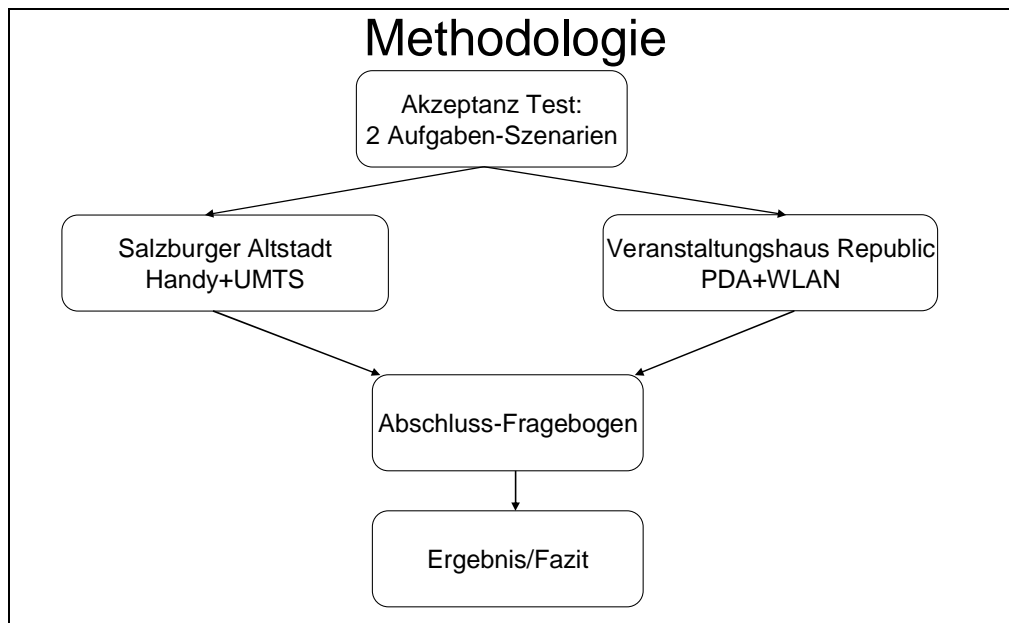 Methodologie
Akzeptanz Test:
2 Aufgaben-Szenarien
Salzburger Altstadt
Handy+UMTS
Veranstaltungshaus Republic
PDA+WLAN
Abschluss-Fragebogen
Ergebnis/Fazit